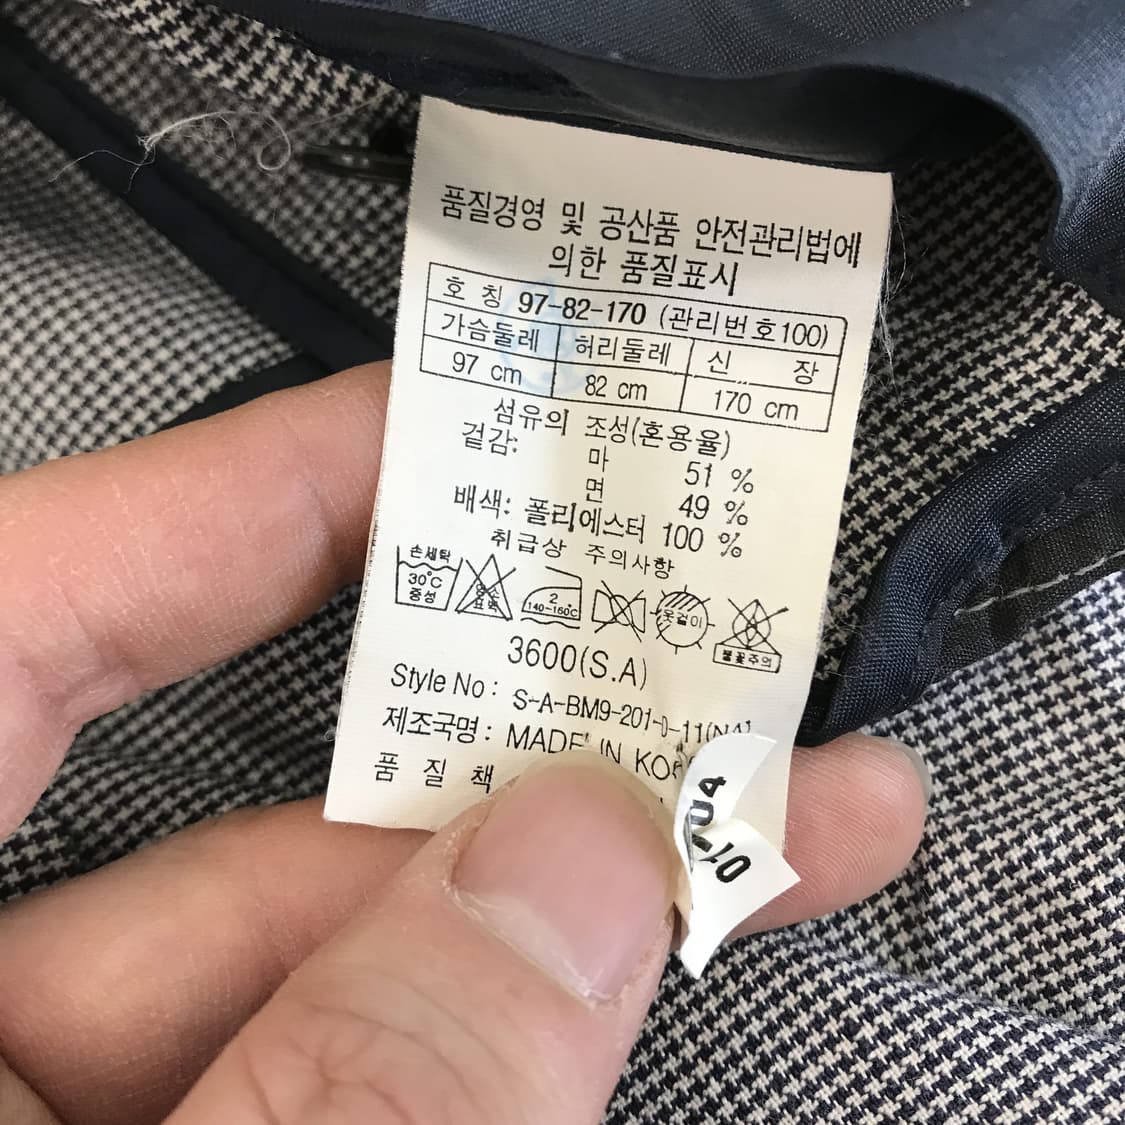 품질경영 및 공산품 안전관리법에
의한 품질표시
호 칭 97-82-170 (관리번호100)
가슴둘레 허리둘레 신 장
97 cm 82 cm 170 cm
섬유의 조성(혼용율)
겉감: 마 51 %
면 49 %
배색: 폴리에스터 100 %
취급상 주의사항
손세탁 30°C 중성
염소 표백
2 140-160°C
옷걸이
불꽃주의
3600(S.A)
Style No: S-A-BM9-201-0-11(NA)
제조국명: MADE IN
품 질